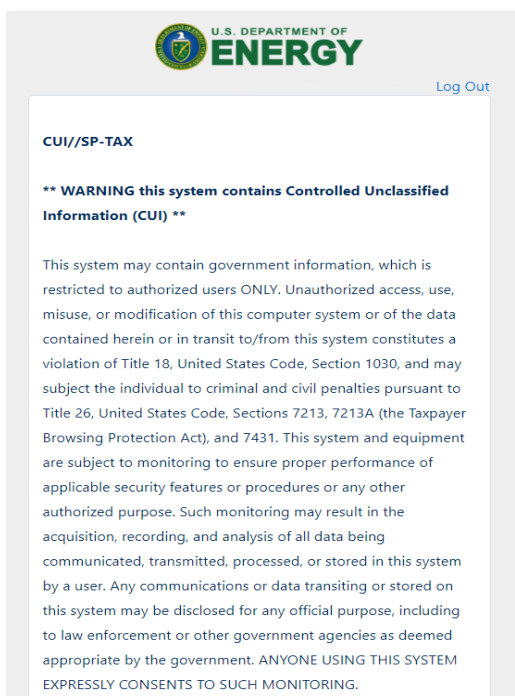 U.S. DEPARTMENT OF
ENERGY
Log Out
CUI//SP-TAX
** WARNING this system contains Controlled Unclassified
Information (CUI) **
This system may contain government information, which is
restricted to authorized users ONLY. Unauthorized access, use,
misuse, or modification of this computer system or of the data
contained herein or in transit to/from this system constitutes a
violation of Title 18, United States Code, Section 1030, and may
subject the individual to criminal and civil penalties pursuant to
Title 26, United States Code, Sections 7213, 7213A (the Taxpayer
Browsing Protection Act), and 7431. This system and equipment
are subject to monitoring to ensure proper performance of
applicable security features or procedures or any other
authorized purpose. Such monitoring may result in the
acquisition, recording, and analysis of all data being
communicated, transmitted, processed, or stored in this system
by a user. Any communications or data transiting or stored on
this system may be disclosed for any official purpose, including
to law enforcement or other government agencies as deemed
appropriate by the government. ANYONE USING THIS SYSTEM
EXPRESSLY CONSENTS TO SUCH MONITORING.